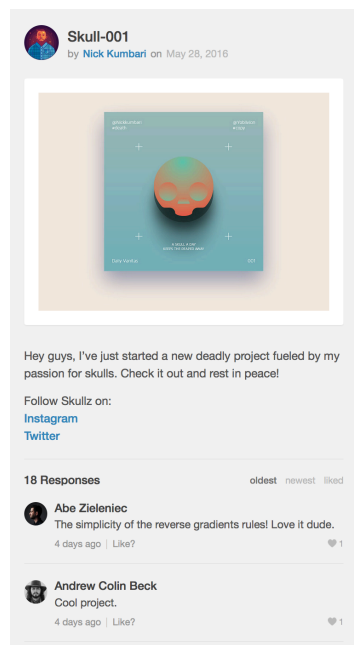 Skull-001
by Nick Kumbari on May 28, 2016
Hey guys, I've just started a new deadly project fueled by my
passion for skulls. Check it out and rest in peace!
Follow Skullz on:
Instagram
Twitter
18 Responses oldest newest liked
Abe Zieleniec
The simplicity of the reverse gradients rules! Love it dude.
4 days ago | Like? 1
Andrew Colin Beck
Cool project.
4 days ago | Like? 1